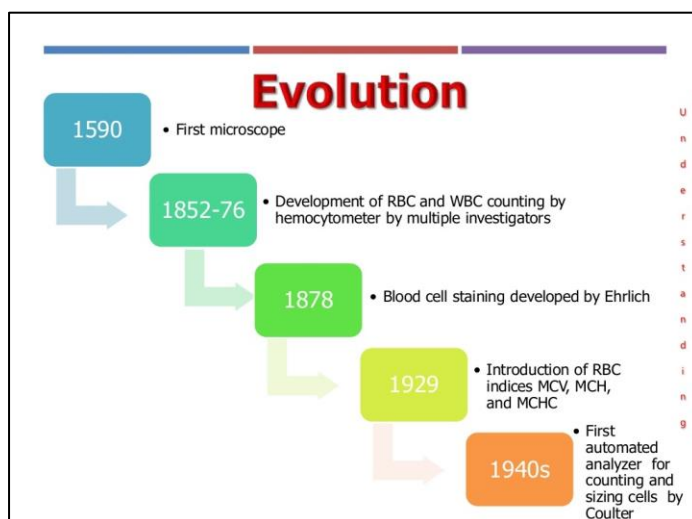 Evolution
1590
• First microscope
1852-76
• Development of RBC and WBC counting by
hemocytometer by multiple investigators
1878
• Blood cell staining developed by Ehrlich
1929
• Introduction of RBC
indices MCV, MCH,
and MCHC
1940s
• First
automated
analyzer for
counting and
sizing cells by
Coulter
U
n
d
e
r
s
t
a
n
d
i
n
g